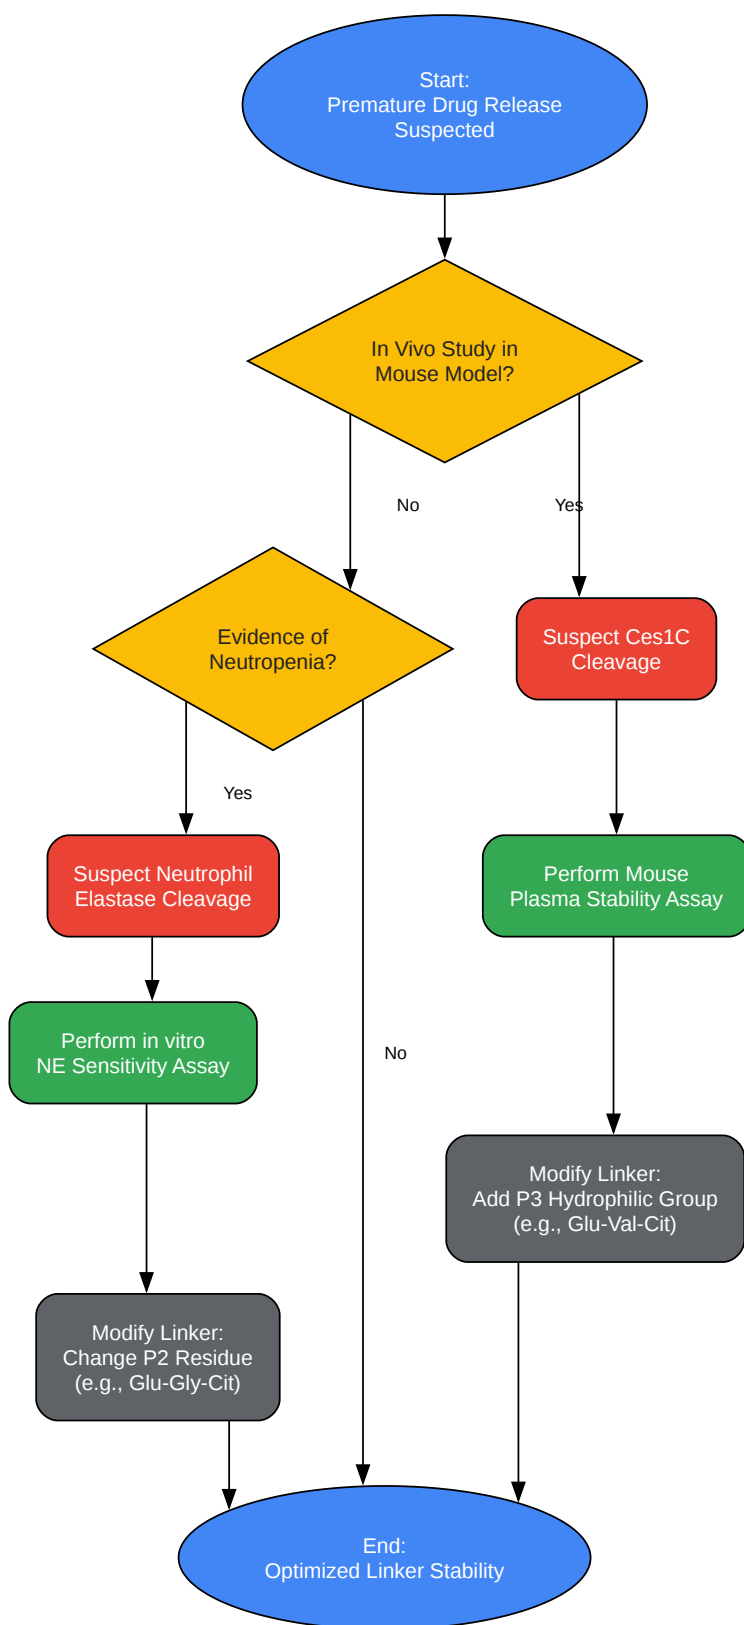 Start:
Premature Drug Release
Suspected
In Vivo Study in
Mouse Model?
No
Yes
Evidence of
Neutropenia?
Suspect Ces1C
Cleavage
Yes
Suspect Neutrophil
Elastase Cleavage
Perform Mouse
Plasma Stability Assay
Perform in vitro
NE Sensitivity Assay
No
Modify Linker:
Add P3 Hydrophilic Group
(e.g., Glu-Val-Cit)
Modify Linker:
Change P2 Residue
(e.g., Glu-Gly-Cit)
End:
Optimized Linker Stability